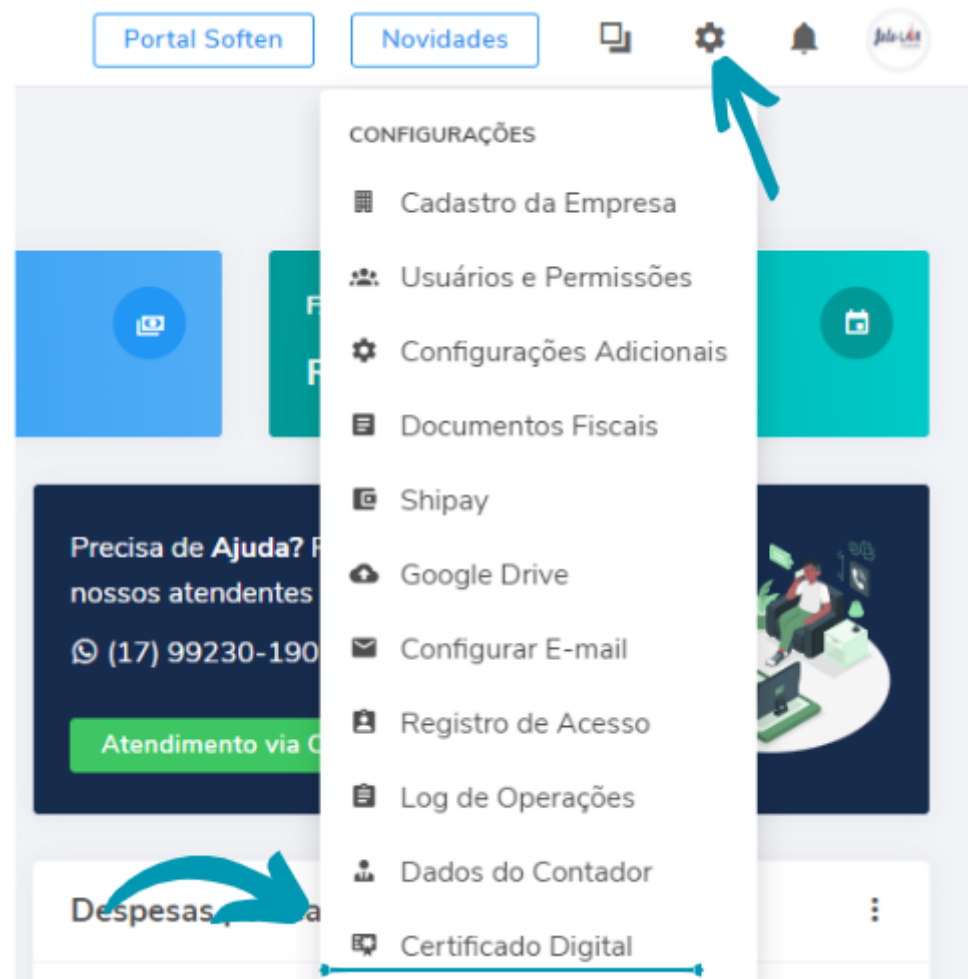 Portal Soften
Novidades
CONFIGURAÇÕES
Cadastro da Empresa
Usuários e Permissões
Configurações Adicionais
Documentos Fiscais
Shipay
Google Drive
Configurar E-mail
Registro de Acesso
Log de Operações
Dados do Contador
Certificado Digital
Precisa de Ajuda?
nossos atendentes
(17) 99230-190
Atendimento via
Despesas